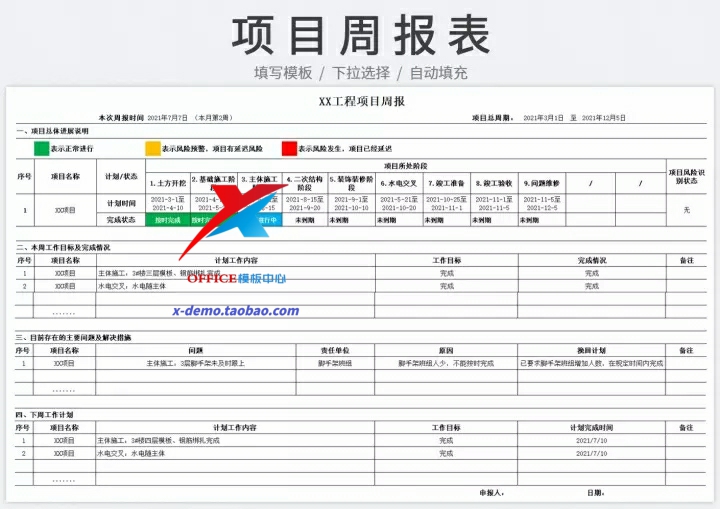 项目周报表
填写模板 / 下拉选择 / 自动填充
XX工程项目周报
本次周报时间 2021年7月7日 (本月第2周) 项目总周期: 2021年3月1日 至 2021年12月5日
一、项目总体进展说明
表示正常进行 表示风险预警,项目有延迟风险 表示风险发生,项目已经延迟
序号 项目名称 计划/状态 项目所处阶段 项目风险识别状态
1.土方开挖 2.基础施工阶段 3.主体施工 4.二次结构阶段 5.装饰装修阶段 6.水电交叉 7.竣工准备 8.竣工验收 9.问题维修 / /
1 XX项目 计划时间 2021-3-1至2021-4-10 2021-8-15至2021-9-20 2021-9-1至2021-10-10 2021-5-21至2021-10-20 2021-10-25至2021-11-1 2021-11-1至2021-11-5 2021-11-5至2021-12-5 无
完成状态 按时完成 按时完 进行中 未到期 未到期 未到期 未到期 未到期 未到期
二、本周工作目标及完成情况
序号 项目名称 计划工作内容 工作目标 完成情况 备注
1 XX项目 主体施工:2#楼三层模板、钢筋绑扎完成 完成 完成
2 XX项目 水电交叉:水电随主体 完成 完成
.......
OFFICE模板中心
x-demo.taobao.com
三、目前存在的主要问题及解决措施
序号 项目名称 问题 责任单位 原因 挽回计划 备注
1 XX项目 主体施工:3层脚手架未及时跟上 脚手架班组 脚手架班组人少,不能按时完成 已要求脚手架班组增加人数,在规定时间内完成
.......
四、下周工作计划
序号 项目名称 计划工作内容 工作目标 计划完成时间 备注
1 XX项目 主体施工:2#楼四层模板、钢筋绑扎完成 完成 2021/7/10
2 XX项目 水电交叉:水电随主体 完成 2021/7/10
.......
申报人: 日期: